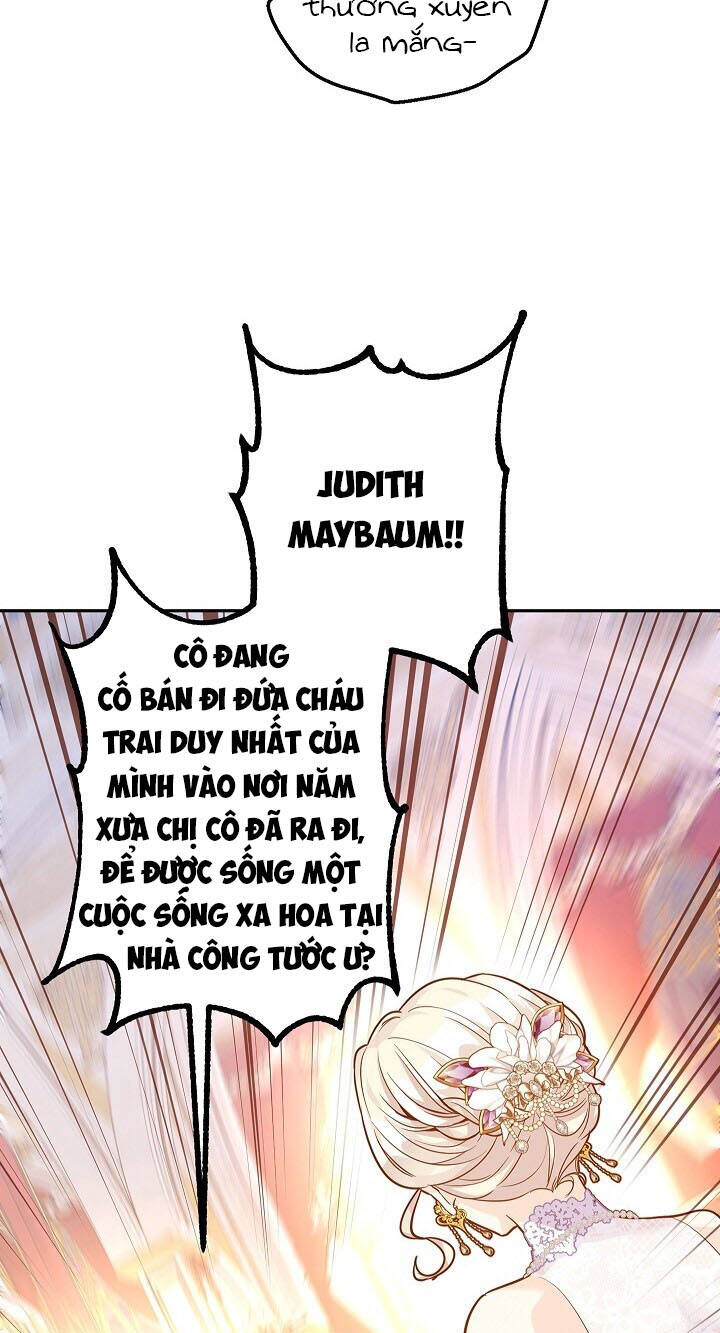 thường xuyên
la mắng-
JUDITH
MAYBAUM!!
CÔ ĐANG
CỐ BÁN ĐI ĐỨA CHÁU
TRAI DUY NHẤT CỦA
MÌNH VÀO NƠI NĂM
XƯA CHỊ CÔ ĐÃ RA ĐI,
ĐỂ ĐƯỢC SỐNG MỘT
CUỘC SỐNG XA HOA TẠI
NHÀ CÔNG TƯỚC Ư?